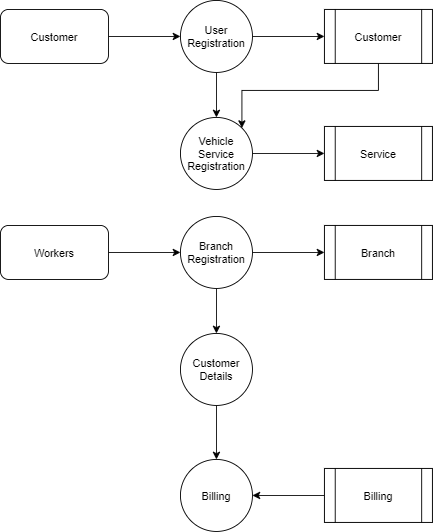 Customer
User
Registration
Customer
Vehicle
Service
Registration
Service
Workers
Branch
Registration
Branch
Customer
Details
Billing
Billing